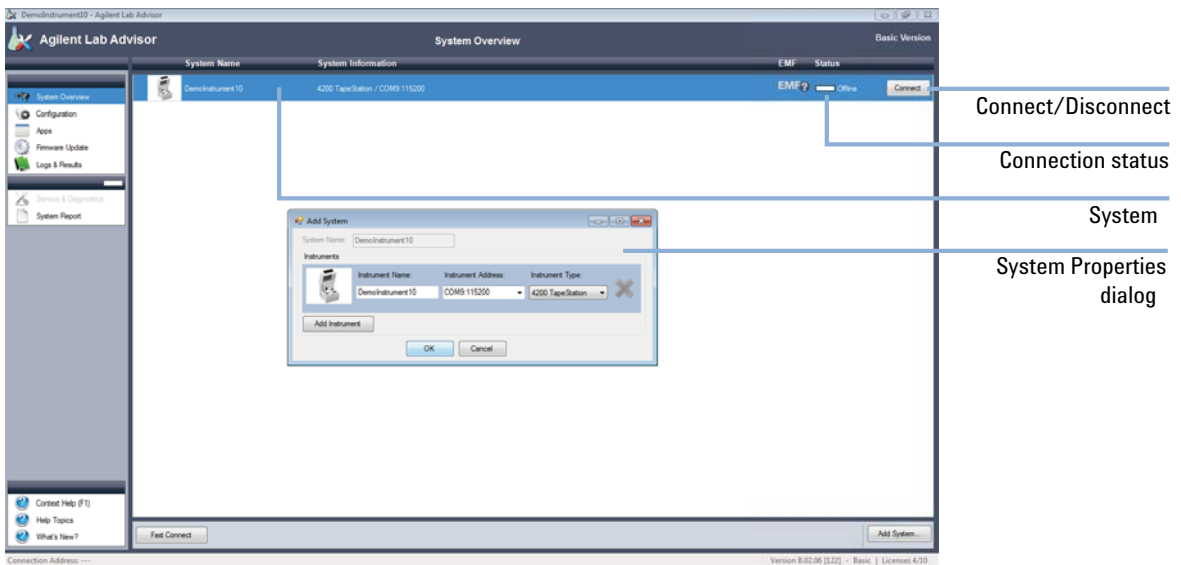 DemoInstrument10 - Agilent Lab Advisor
Agilent Lab Advisor
System Overview
Basic Version
System Name
System Information
EMF
Status
DemoInstrument10
4200 TapeStation / COM9:115200
EMF?
Offline
Connect
System Overview
Configuration
Apps
Firmware Update
Logs & Results
Service & Diagnostics
System Report
Connect/Disconnect
Connection status
System
System Properties
dialog
Add System
System Name:
DemoInstrument10
Instruments
Instrument Name:
Instrument Address:
Instrument Type:
DemoInstrument10
COM9:115200
4200 TapeStation
Add Instrument
OK
Cancel
Context Help (F1)
Help Topics
What's New?
Fast Connect
Add System...
Connection Address: ---
Version B.02.06 [122] - Basic | Licenses 4/10